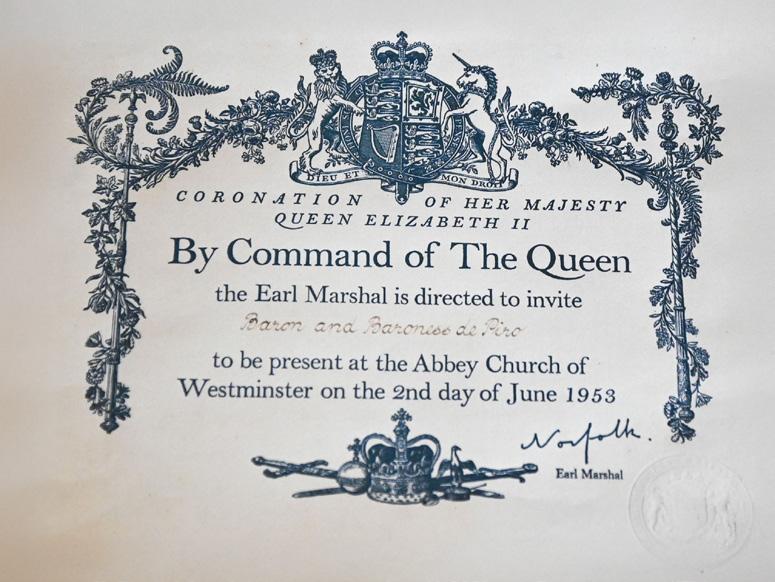 DIEU ET MON DROIT
CORONATION OF HER MAJESTY
QUEEN ELIZABETH II
By Command of The Queen
the Earl Marshal is directed to invite
Baron and Baroness de Piro
to be present at the Abbey Church of
Westminster on the 2nd day of June 1953
Norfolk.
Earl Marshal